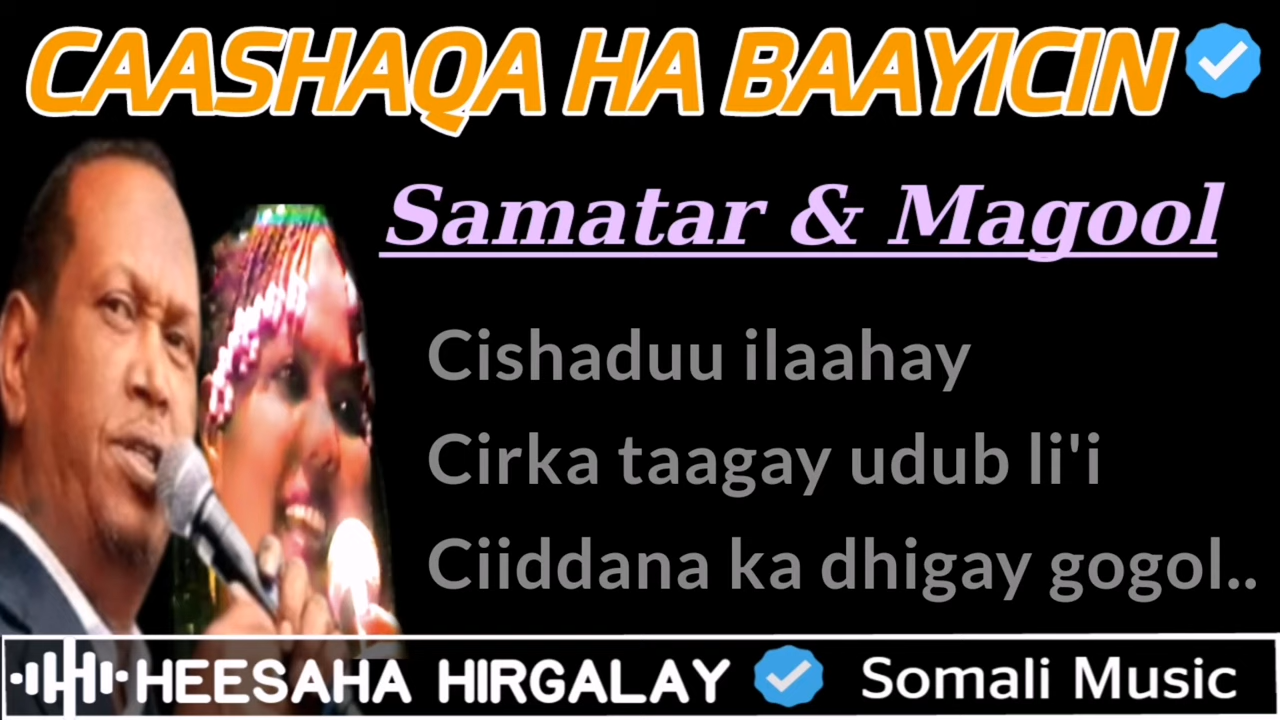 CAASHAQA HA BAAYICIN
Samatar & Magool
Cishaduu ilaahay
Cirka taagay udub li'i
Ciiddana ka dhigay gogol..
HEESAHA HIRGALAY Somali Music